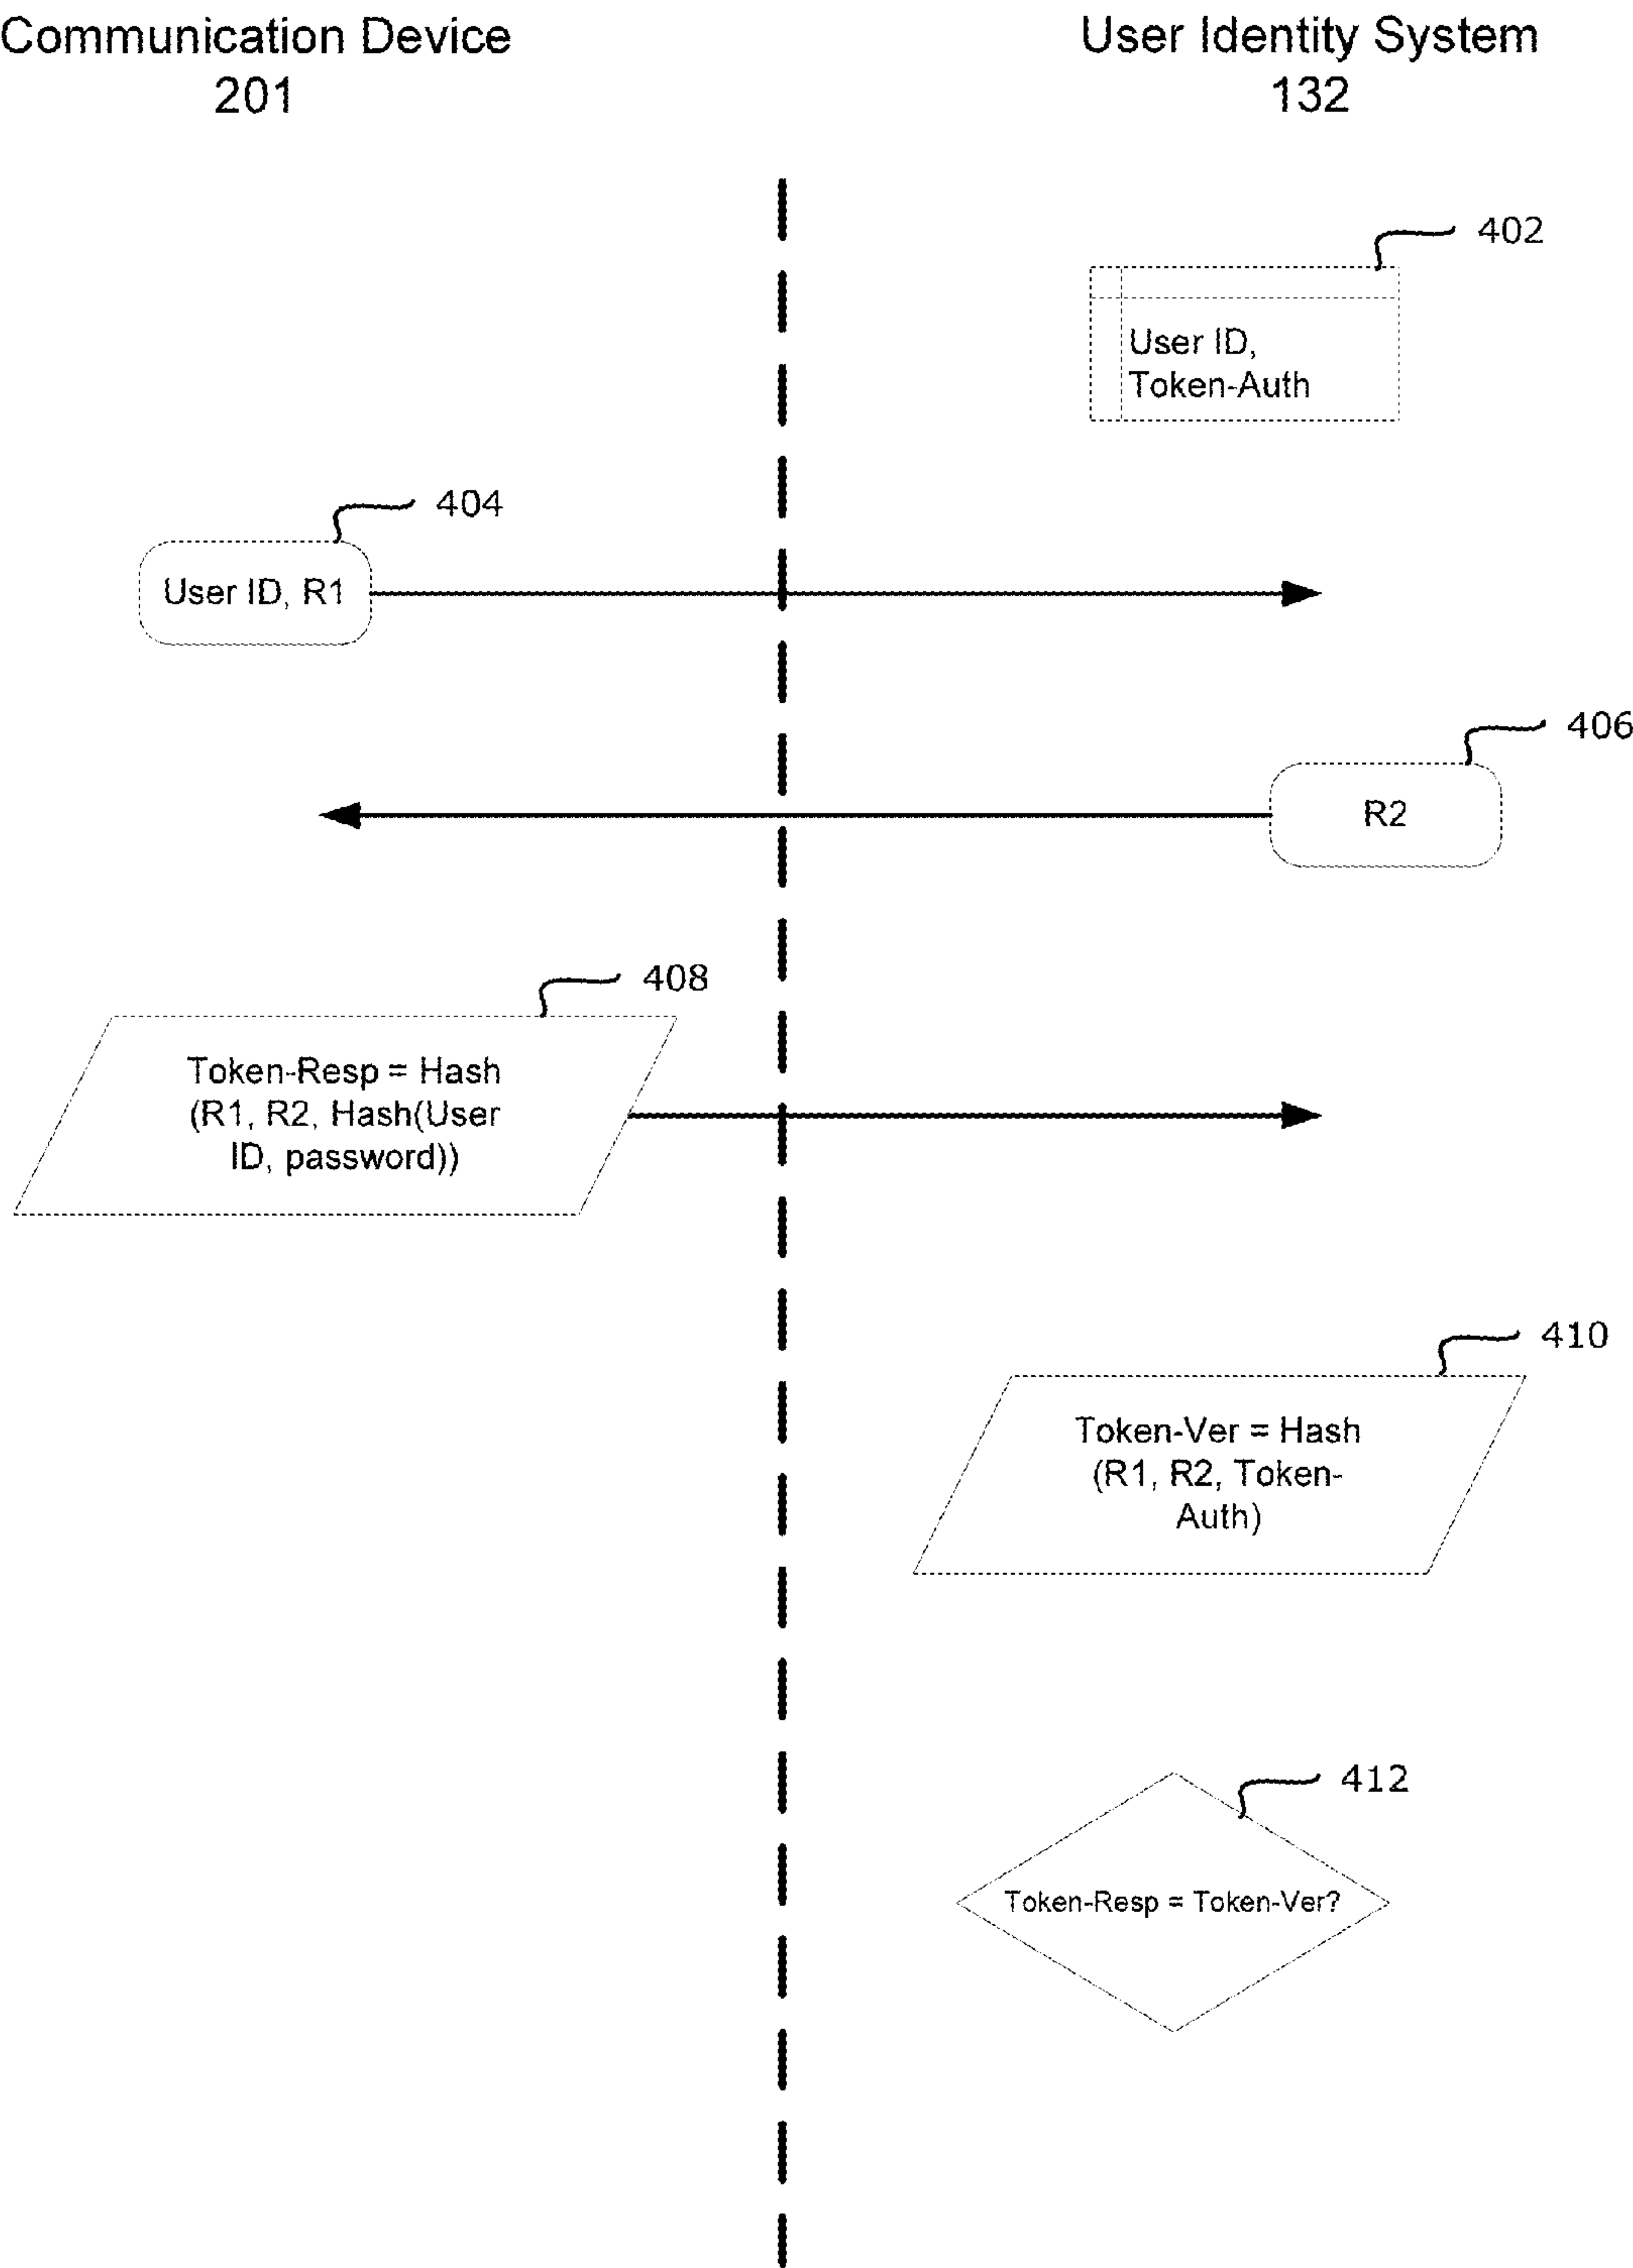 Communication Device
201
User Identity System
132
402
User ID,
Token-Auth
404
User ID, R1
406
R2
408
Token-Resp = Hash
(R1, R2, Hash(User
ID, password))
410
Token-Ver = Hash
(R1, R2, Token-
Auth)
412
Token-Resp = Token-Ver?